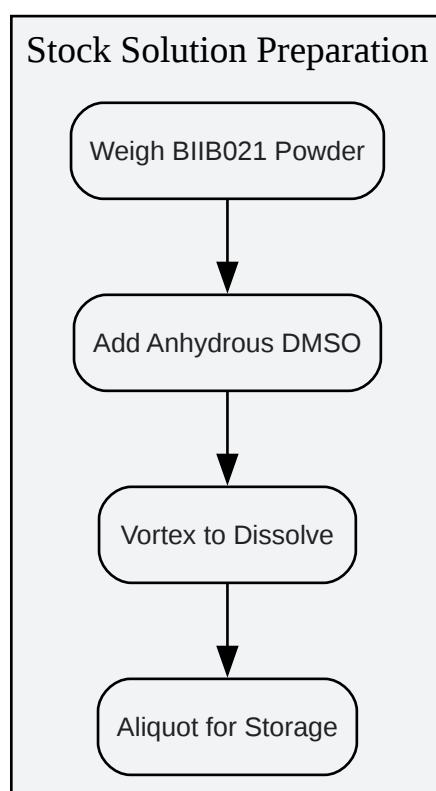 Stock Solution Preparation
Weigh BIIB021 Powder
Add Anhydrous DMSO
Vortex to Dissolve
Aliquot for Storage